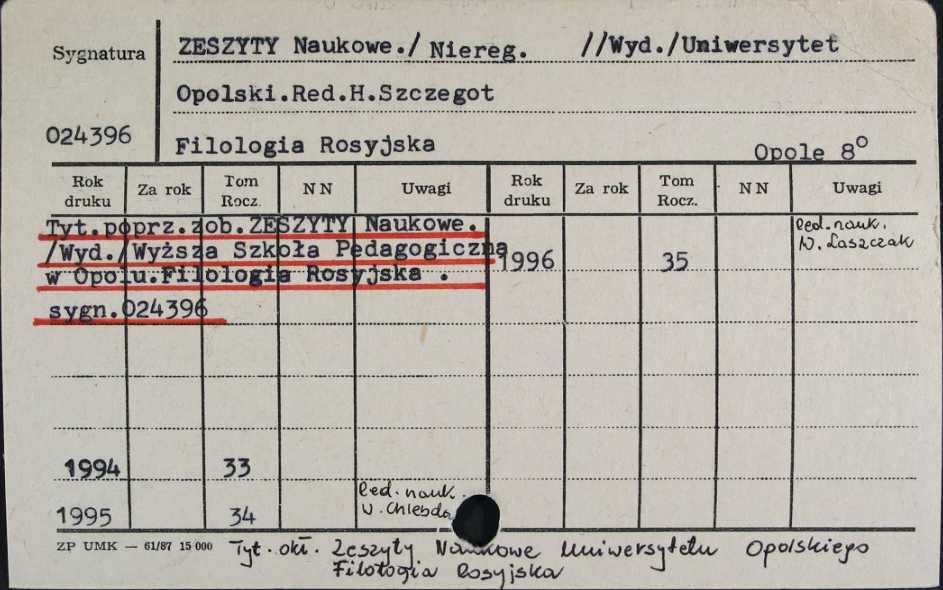 Sygnatura
ZESZYTY Naukowe./ Niereg. //Wyd./Uniwersytet
Opolski.Red.H.Szczegot
024396
Filologia Rosyjska
Opole 8°
Rok druku Za rok Tom Rocz. NN Uwagi Rok druku Za rok Tom Rocz. NN Uwagi
Tyt.poprz.zob.ZESZYTY Naukowe.
/Wyd./Wyższa Szkoła Pedagogiczna
w Opolu.Filologia Rosyjska .
sygn.024396
1996 35 Red. nauk.
W. Laszczak
1994 33
1995 34 Red. nauk.
W. Chlebda
ZP UMK — 61/87 15 000
Tyt. okł. Zeszyty Naukowe Uniwersytetu Opolskiego
Filologia Rosyjska